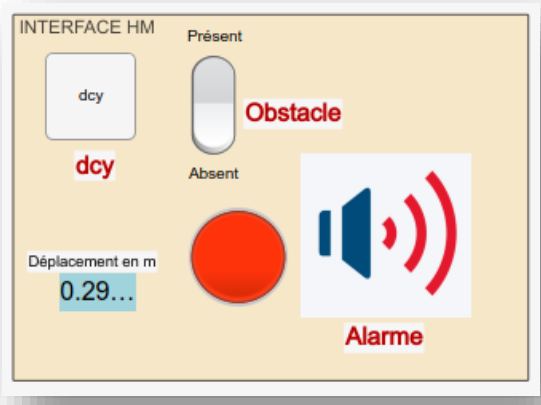 INTERFACE HM
Présent
dcy
Obstacle
dcy
Absent
Déplacement en m
0.29...
Alarme